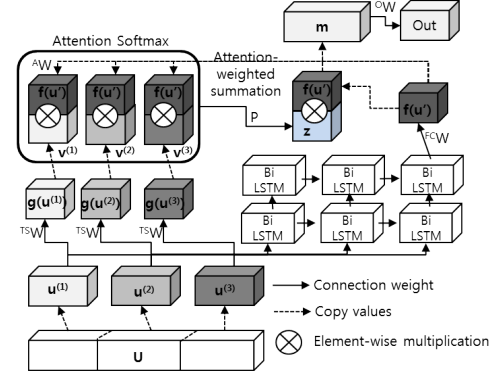 m
ᴼW
Out
Attention Softmax
ᴬW
Attention-
weighted
summation
f(u')
f(u')
f(u')
v⁽¹⁾
v⁽²⁾
v⁽³⁾
P
f(u')
z
f(u')
ᶠᶜW
g(u⁽¹⁾)
g(u⁽²⁾)
g(u⁽³⁾)
Bi
LSTM
Bi
LSTM
Bi
LSTM
Bi
LSTM
Bi
LSTM
Bi
LSTM
ᵀˢW
ᵀˢW
ᵀˢW
u⁽¹⁾
u⁽²⁾
u⁽³⁾
U
Connection weight
Copy values
Element-wise multiplication